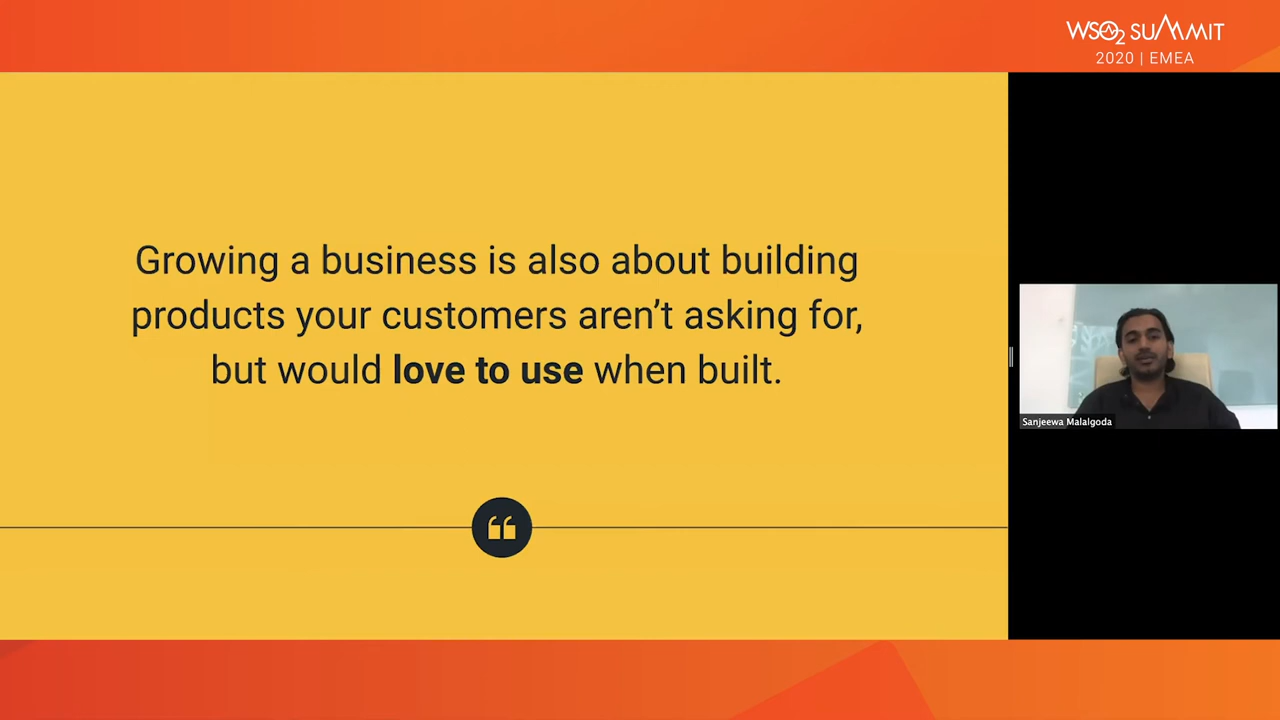 WSO2 SUMMIT
2020 | EMEA
Growing a business is also about building
products your customers aren’t asking for,
but would love to use when built.
Sanjeewa Malalgoda